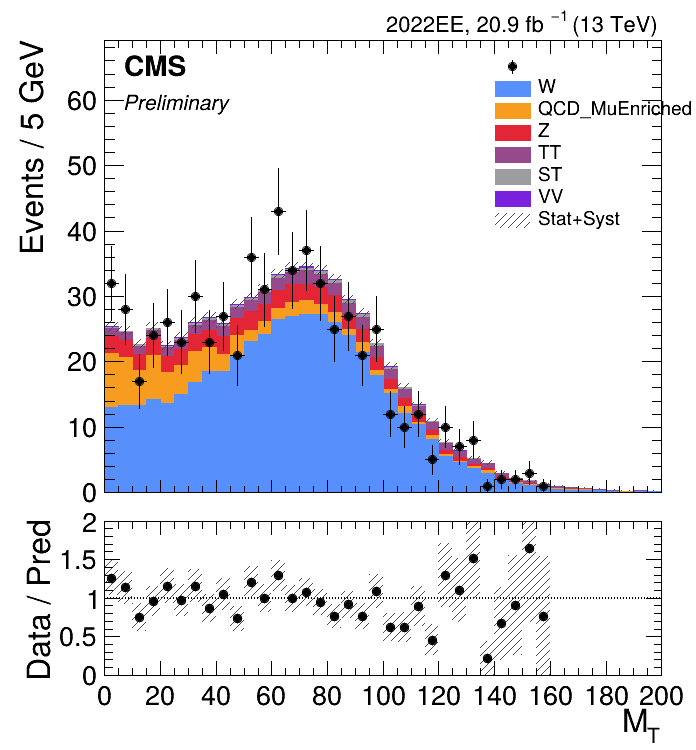 2022EE, 20.9 fb⁻¹ (13 TeV)
CMS
Preliminary
W
QCD_MuEnriched
Z
TT
ST
VV
Stat+Syst
Events / 5 GeV
60
50
40
30
20
10
0
Data / Pred
2
1.5
1
0.5
0
0 20 40 60 80 100 120 140 160 180 200
M_T